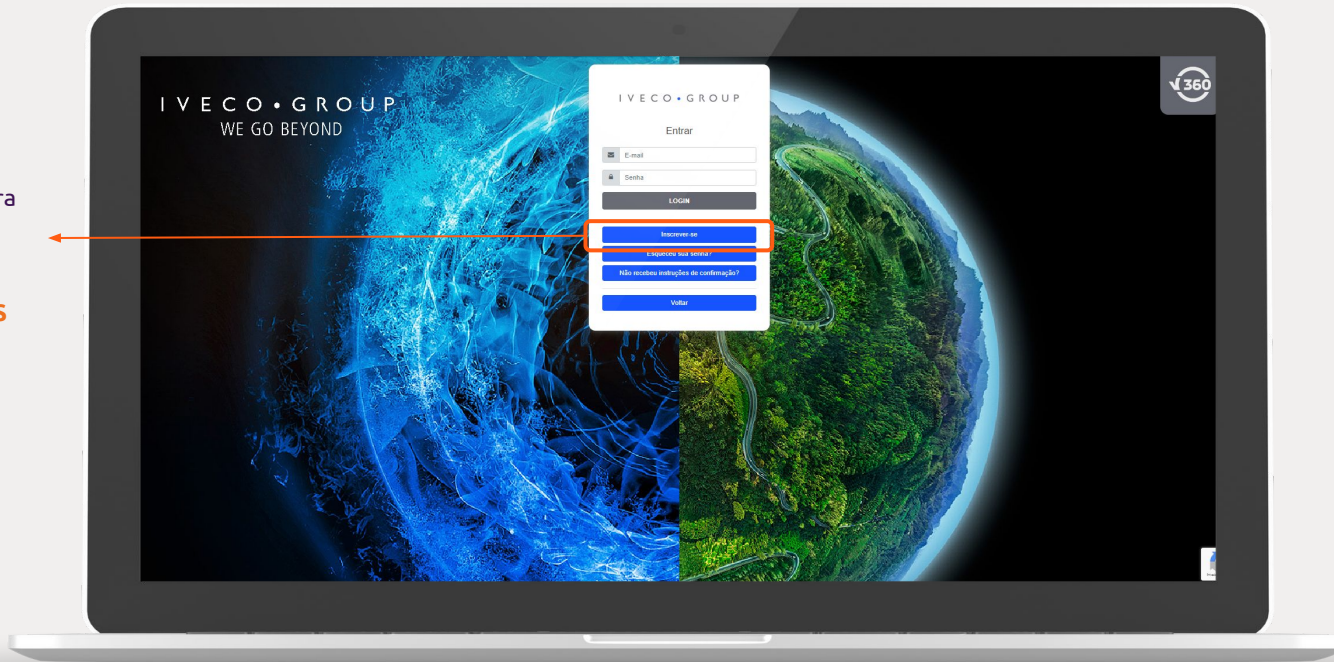 IVECO • GROUP
WE GO BEYOND
√360
IVECO • GROUP
Entrar
E-mail
Senha
LOGIN
Inscrever-se
Esqueceu sua senha?
Não recebeu instruções de confirmação?
Voltar